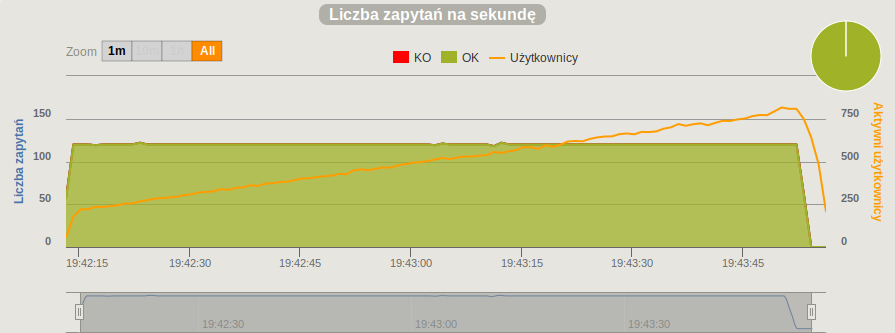 Liczba zapytań na sekundę
Zoom 1m 10m 1h All
KO OK Użytkownicy
Liczba zapytań
150
100
50
0
750
500
250
0
Aktywni użytkownicy
19:42:15 19:42:30 19:42:45 19:43:00 19:43:15 19:43:30 19:43:45
19:42:30 19:43:00 19:43:30